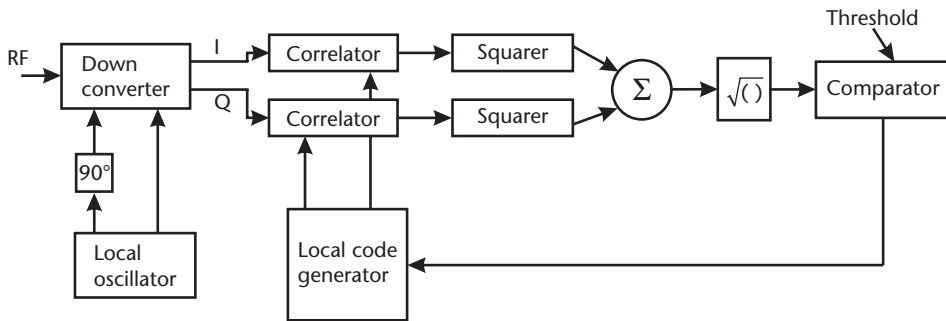 Threshold
RF
Down
converter
I
Q
Correlator
Correlator
Squarer
Squarer
Σ
√( )
Comparator
90°
Local
oscillator
Local code
generator